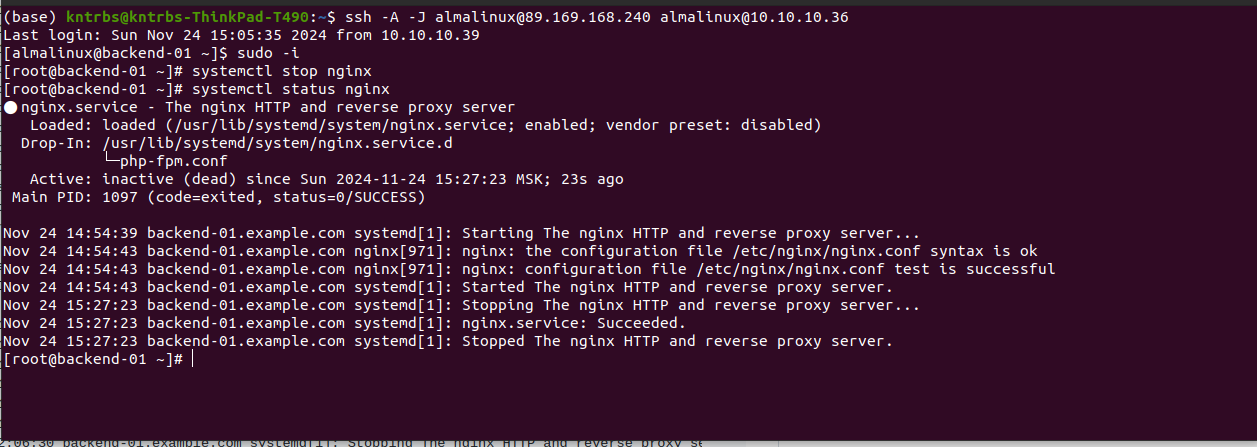 (base) kntrbs@kntrbs-ThinkPad-T490:~$ ssh -A -J almalinux@89.169.168.240 almalinux@10.10.10.36
Last login: Sun Nov 24 15:05:35 2024 from 10.10.10.39
[almalinux@backend-01 ~]$ sudo -i
[root@backend-01 ~]# systemctl stop nginx
[root@backend-01 ~]# systemctl status nginx
● nginx.service - The nginx HTTP and reverse proxy server
   Loaded: loaded (/usr/lib/systemd/system/nginx.service; enabled; vendor preset: disabled)
  Drop-In: /usr/lib/systemd/system/nginx.service.d
           └─php-fpm.conf
   Active: inactive (dead) since Sun 2024-11-24 15:27:23 MSK; 23s ago
 Main PID: 1097 (code=exited, status=0/SUCCESS)

Nov 24 14:54:39 backend-01.example.com systemd[1]: Starting The nginx HTTP and reverse proxy server...
Nov 24 14:54:43 backend-01.example.com nginx[971]: nginx: the configuration file /etc/nginx/nginx.conf syntax is ok
Nov 24 14:54:43 backend-01.example.com nginx[971]: nginx: configuration file /etc/nginx/nginx.conf test is successful
Nov 24 14:54:43 backend-01.example.com systemd[1]: Started The nginx HTTP and reverse proxy server.
Nov 24 15:27:23 backend-01.example.com systemd[1]: Stopping The nginx HTTP and reverse proxy server...
Nov 24 15:27:23 backend-01.example.com systemd[1]: nginx.service: Succeeded.
Nov 24 15:27:23 backend-01.example.com systemd[1]: Stopped The nginx HTTP and reverse proxy server.
[root@backend-01 ~]#
2:06:30 backend-01.example.com systemd[1]: Stopping The nginx HTTP and reverse proxy se